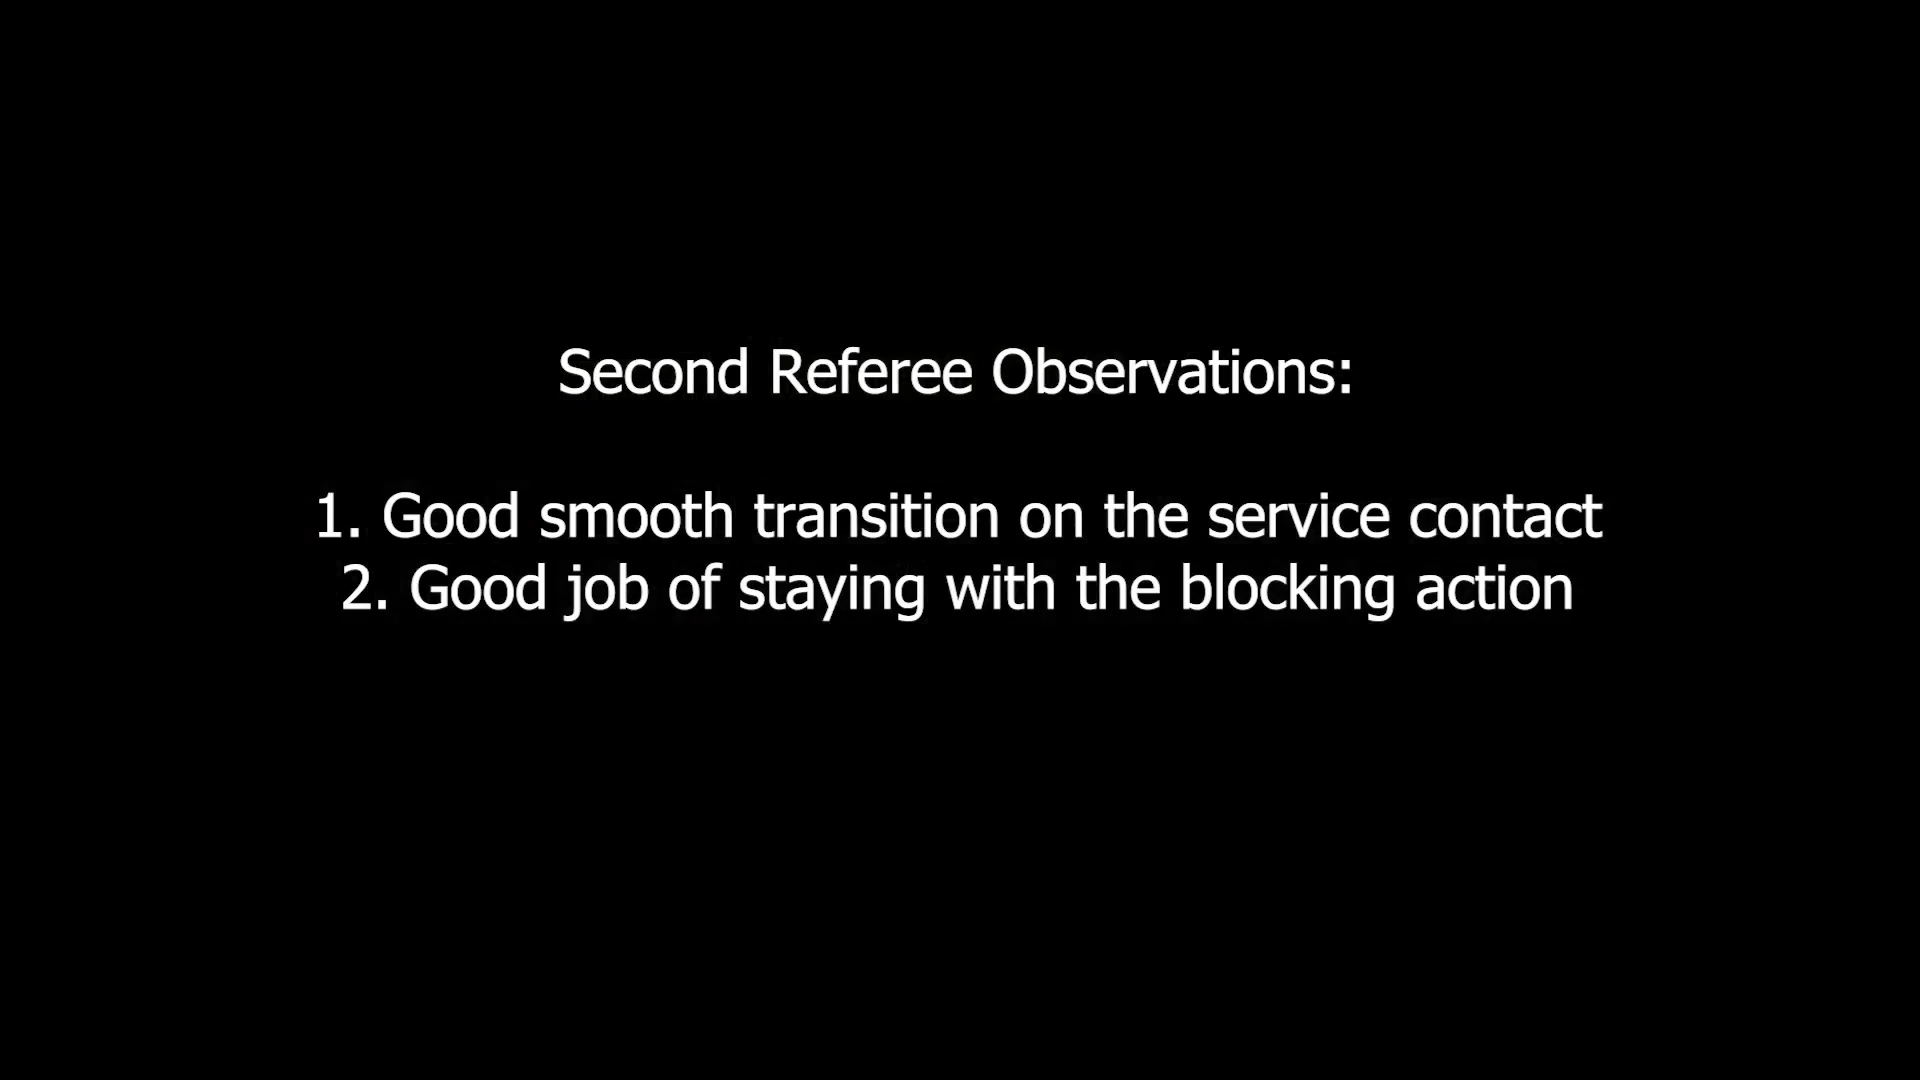 Second Referee Observations:
1. Good smooth transition on the service contact
2. Good job of staying with the blocking action